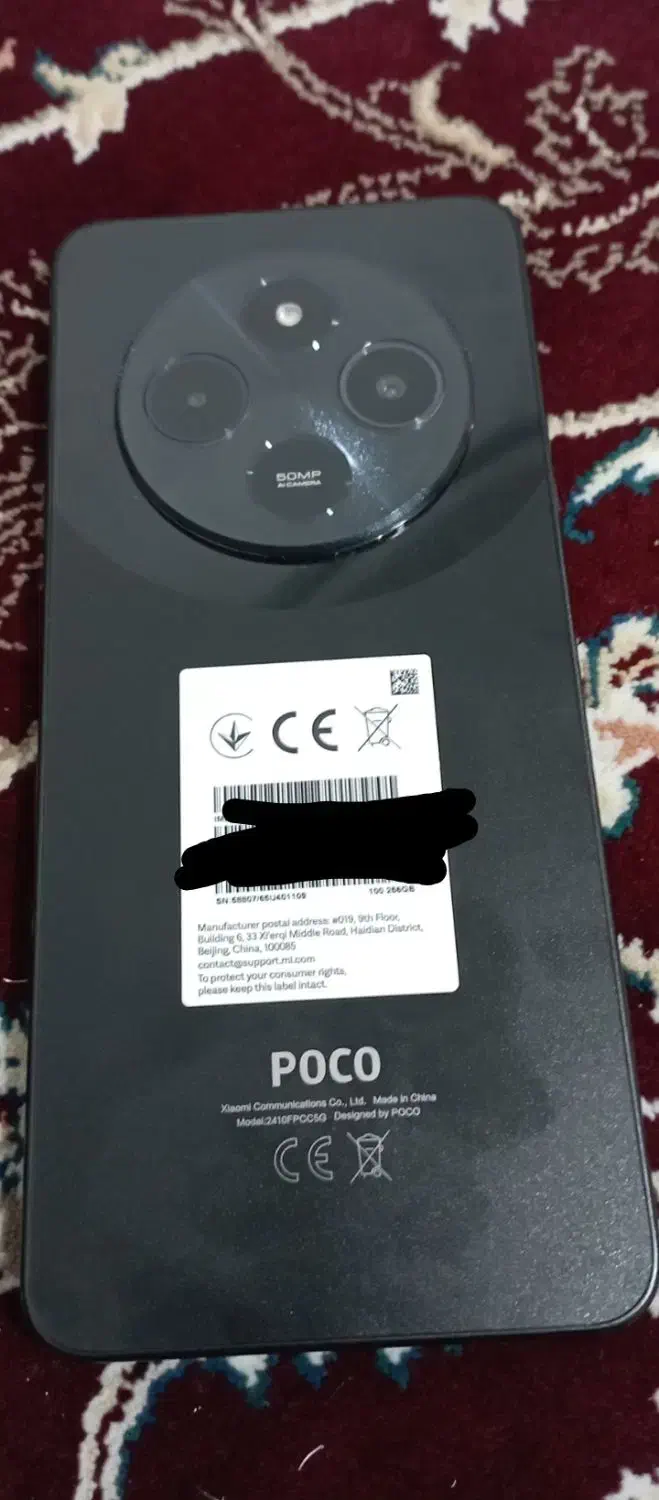 50MP
AI CAMERA
CE
SN:58807/65U401109
100 256GB
Manufacturer postal address: #019, 9th Floor,
Building 6, 33 Xi'erqi Middle Road, Haidian District,
Beijing, China, 100085
contact@support.mi.com
To protect your consumer rights,
please keep this label intact.
POCO
Xiaomi Communications Co., Ltd. Made in China
Model:2410FPCC5G Designed by POCO
CE